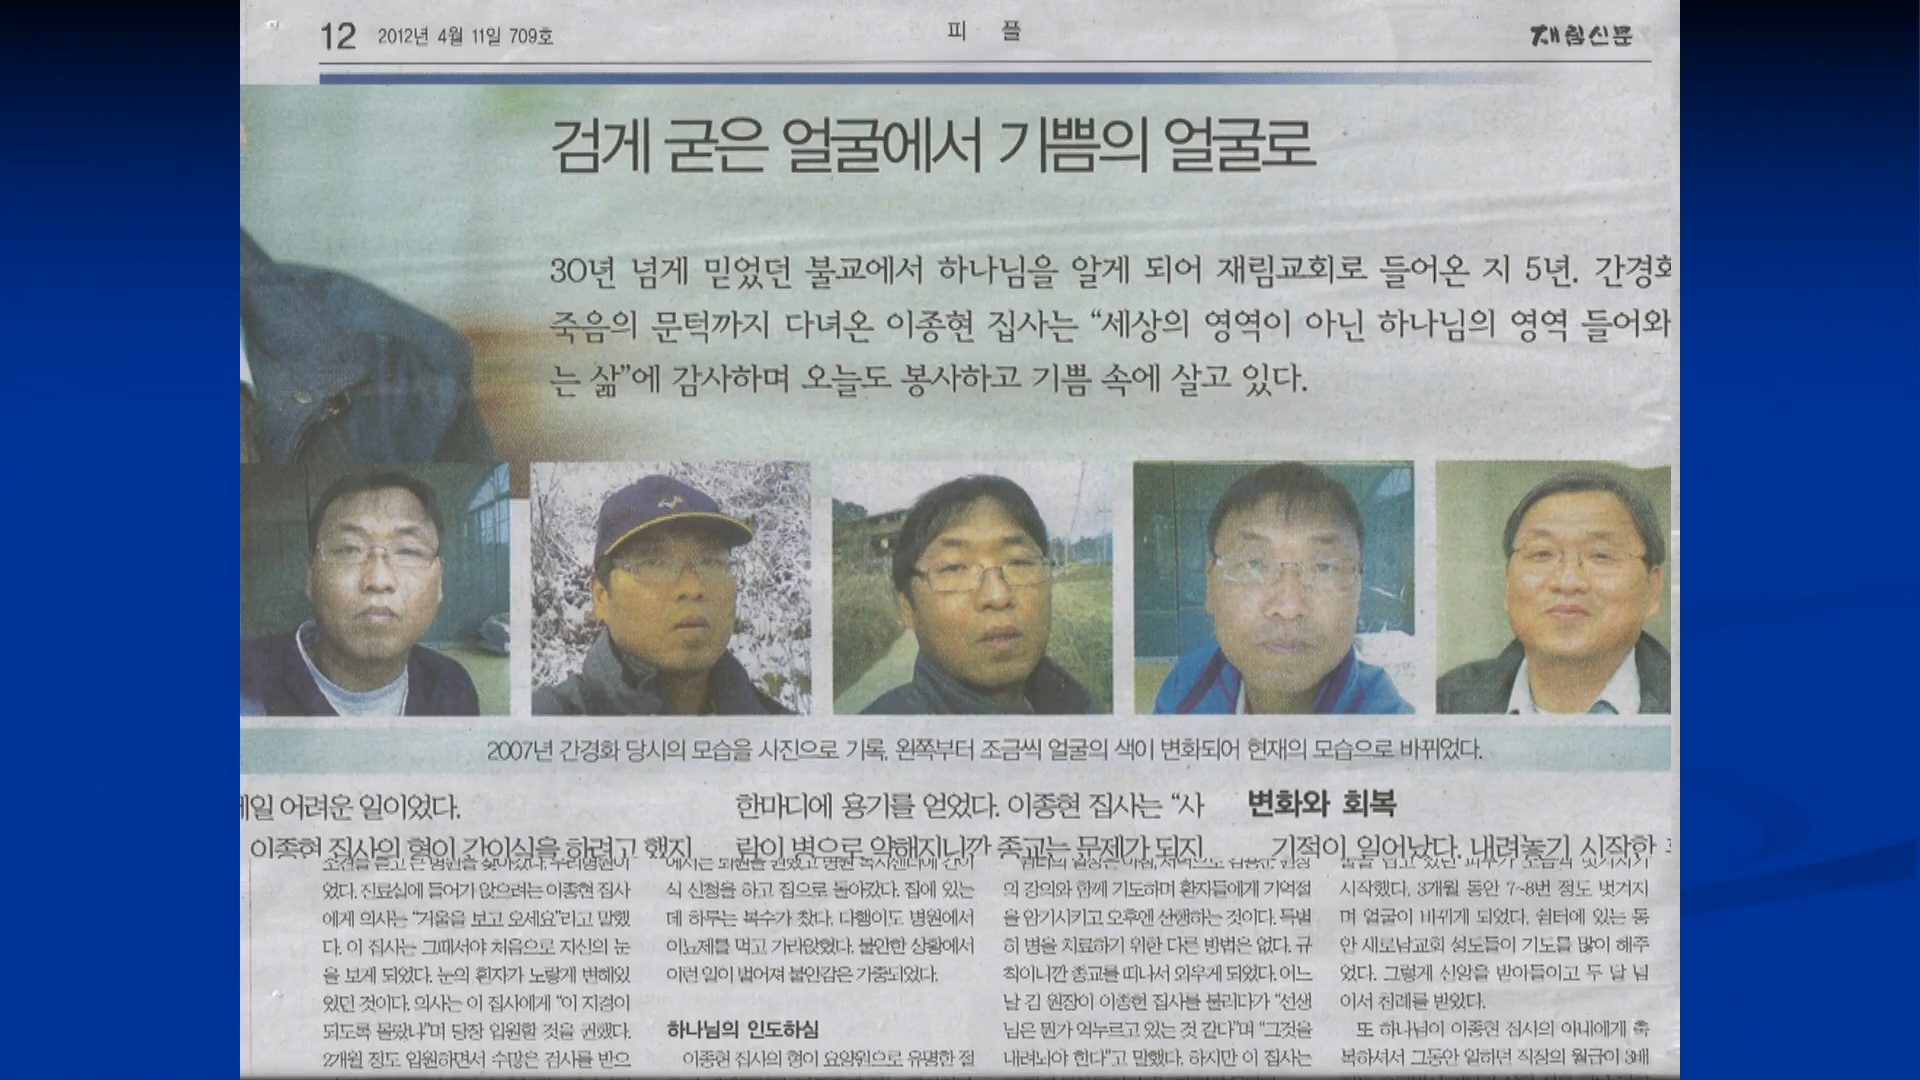 12 2012년 4월 11일 709호
피 플
재림신문
검게 굳은 얼굴에서 기쁨의 얼굴로
30년 넘게 믿었던 불교에서 하나님을 알게 되어 재림교회로 들어온 지 5년. 간경화
죽음의 문턱까지 다녀온 이종현 집사는 “세상의 영역이 아닌 하나님의 영역 들어와
는 삶”에 감사하며 오늘도 봉사하고 기쁨 속에 살고 있다.
2007년 간경화 당시의 모습을 사진으로 기록. 왼쪽부터 조금씩 얼굴의 색이 변화되어 현재의 모습으로 바뀌었다.
어려운 일이었다.
이종현 집사의 형이 간이식을 하려고 했지
한마디에 용기를 얻었다. 이종현 집사는 “사
람이 병으로 약해지니깐 종교는 문제가 되지
변화와 회복
기적이 일어났다. 내려놓기 시작한
었다. 진료실에 들어가 앉으려는 이종현 집사
에게 의사는 “거울을 보고 오세요”라고 말했
다. 이 집사는 그때서야 처음으로 자신의 눈
을 보게 되었다. 눈의 흰자가 노랗게 변해있
었던 것이다. 의사는 이 집사에게 “이 지경이
되도록 몰랐냐”며 당장 입원할 것을 권했다.
2개월 정도 입원하면서 수많은 검사를 받으
식 신청을 하고 집으로 돌아갔다. 집에 있는
데 하루는 복수가 찼다. 다행이도 병원에서
이뇨제를 먹고 가라앉혔다. 불안한 상황에서
이런 일이 벌어져 불안감은 가중되었다.
하나님의 인도하심
이종현 집사의 형이 요양원으로 유명한 절
의 강의와 함께 기도하며 환자들에게 기억절
을 암기시키고 오후엔 산행하는 것이다. 특별
히 병을 치료하기 위한 다른 방법은 없다. 규
칙이니깐 종교를 떠나서 외우게 되었다. 어느
날 김 원장이 이종현 집사를 불러다가 “선생
님은 뭔가 억누르고 있는 것 같다”며 “그것을
내려놔야 한다”고 말했다. 하지만 이 집사는
시작했다. 3개월 동안 7~8번 정도 벗겨지
며 얼굴이 바뀌게 되었다. 쉼터에 있는 동
안 새로남교회 성도들이 기도를 많이 해주
었다. 그렇게 신앙을 받아들이고 두 달 넘
어서 침례를 받았다.
또 하나님이 이종현 집사의 아내에게 축
복하셔서 그동안 일하던 직장의 월급이 3배